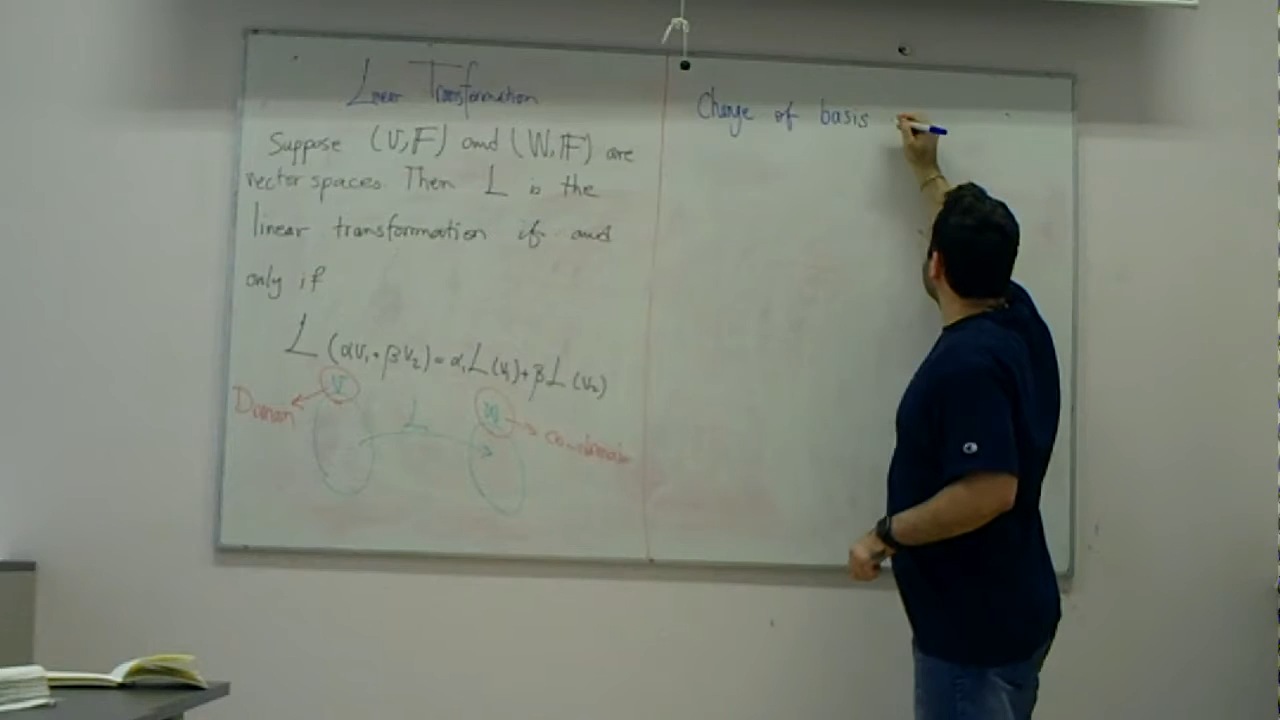 Linear Transformation
Suppose (V,F) and (W,F) are
vector spaces. Then L is the
linear transformation if and
only if
L (αv₁+βv₂)=α,L(v₁)+βL(v₂)
V
Domain
L
W
co-domain
Change of basis